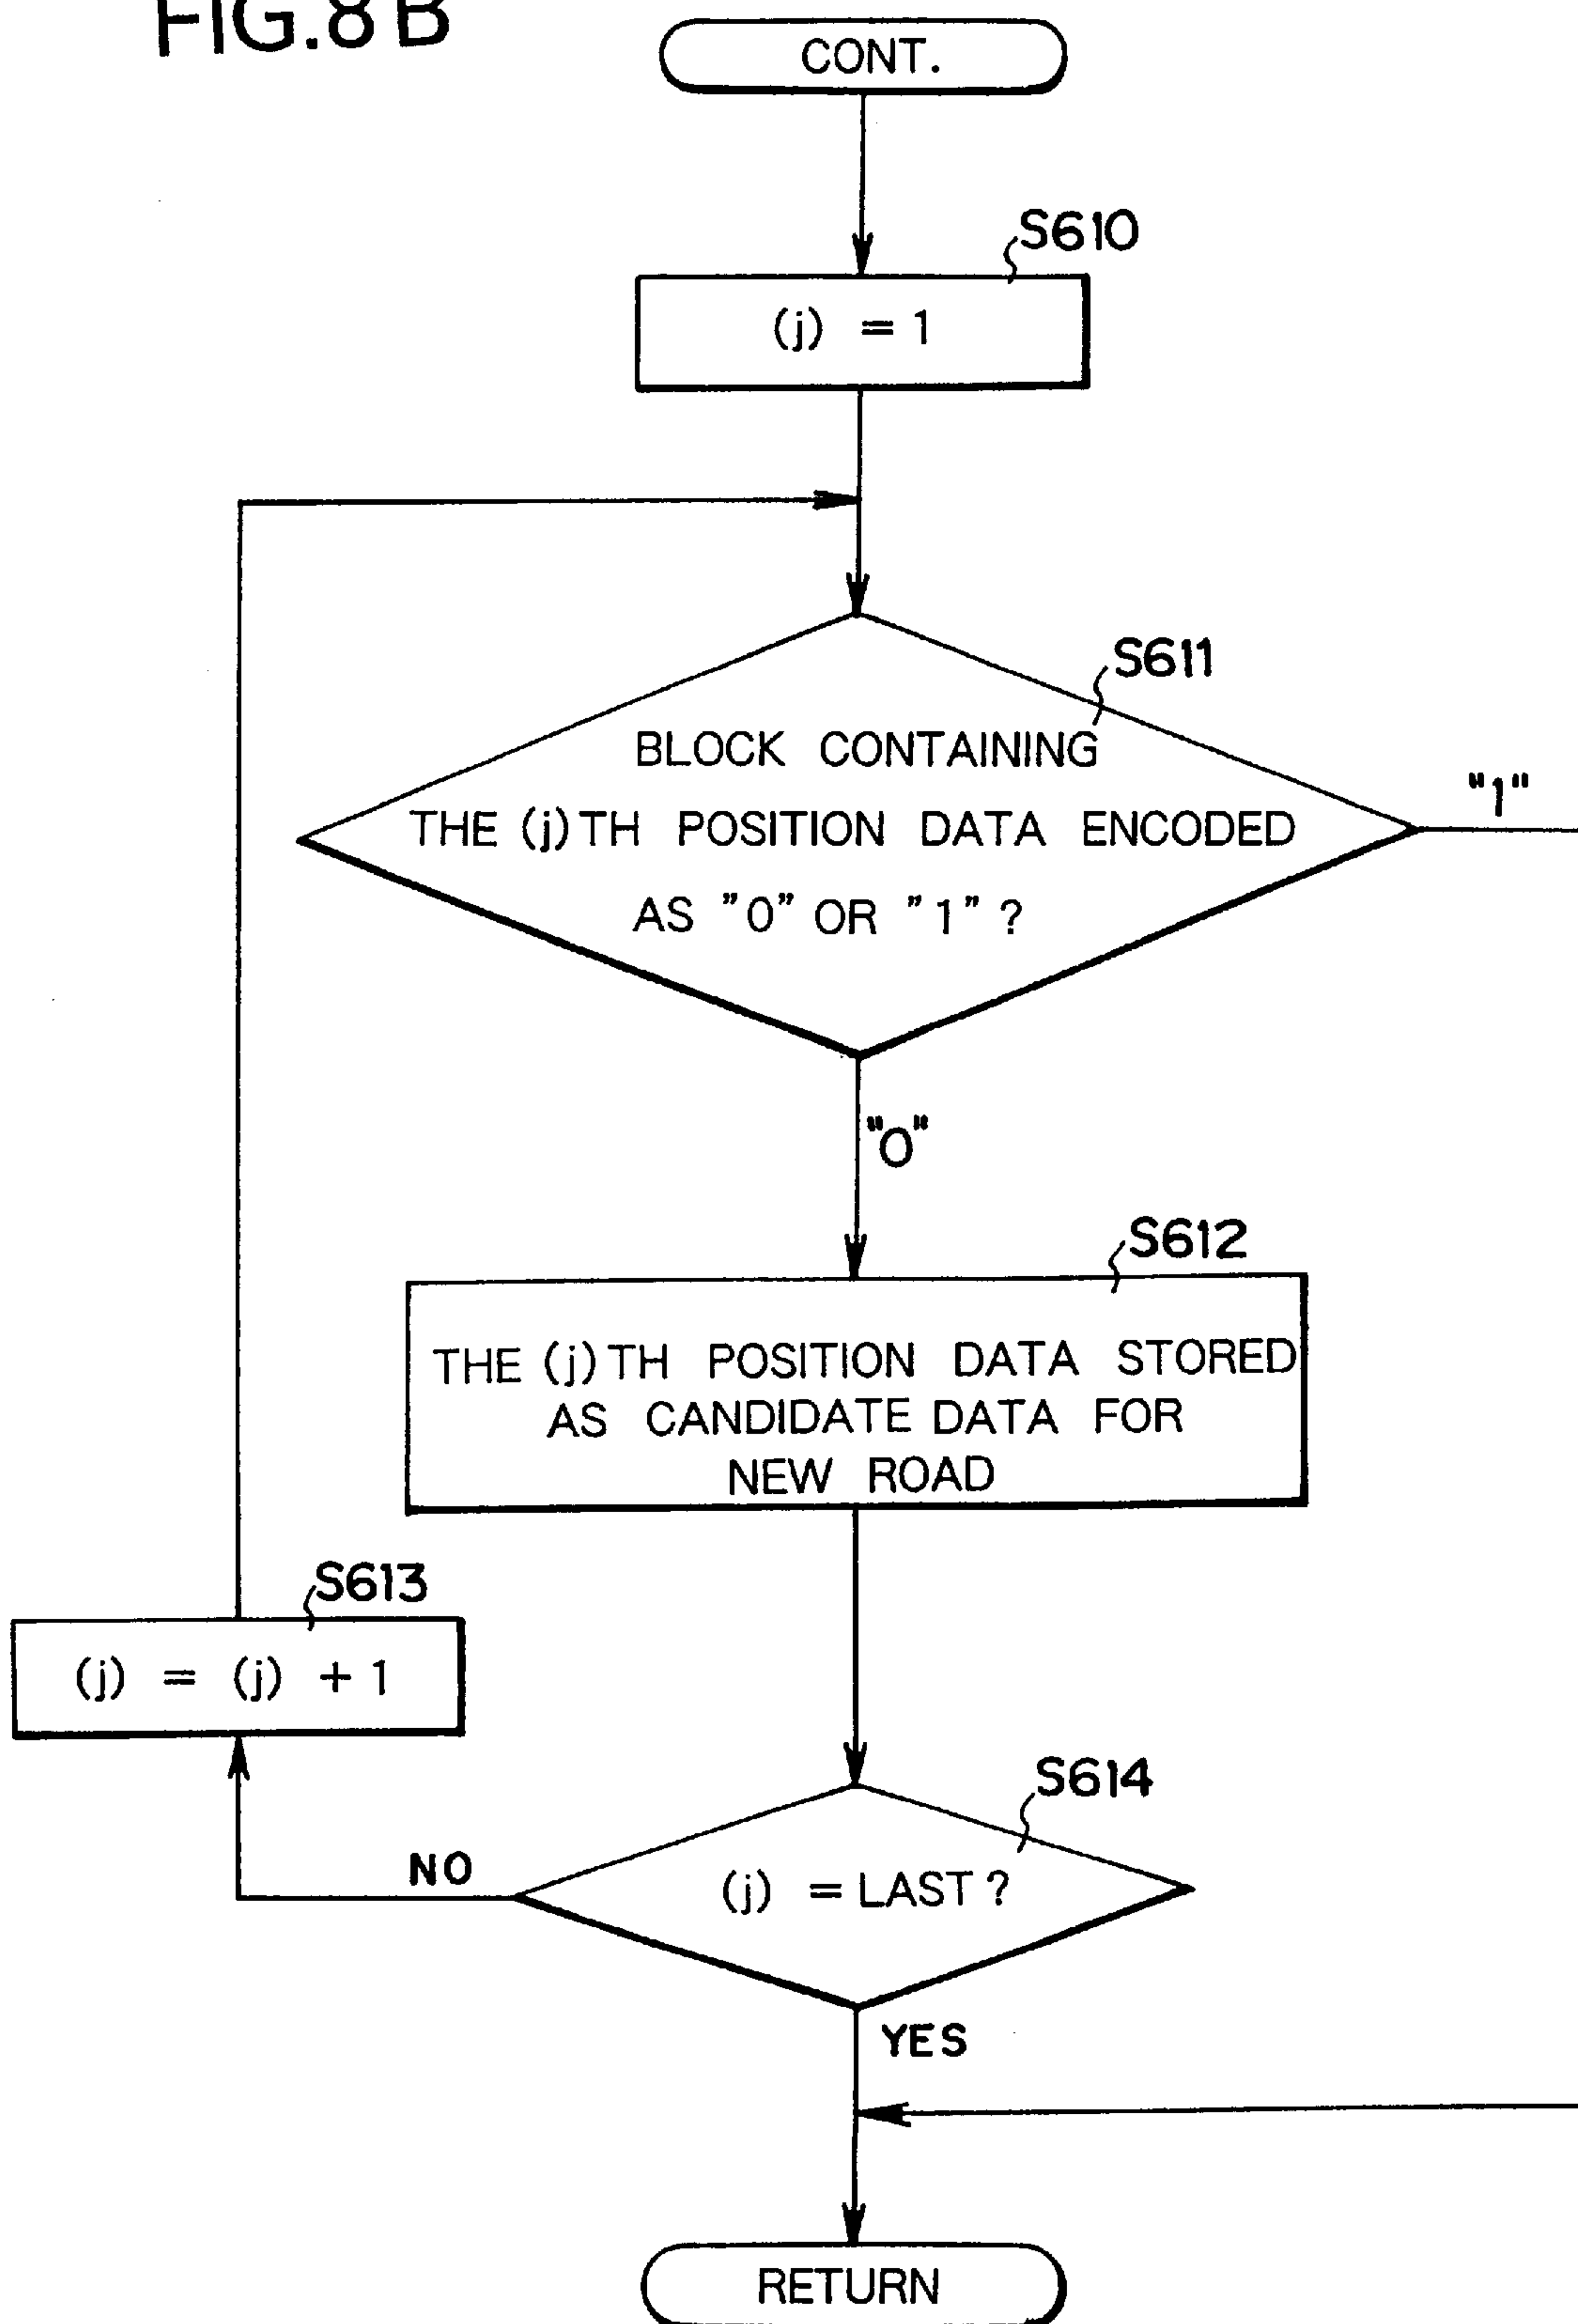 FIG.8B
CONT.
S610
(j) = 1
S611
BLOCK CONTAINING
THE (j)TH POSITION DATA ENCODED
AS "0" OR "1" ?
"1"
"0"
S612
THE (j)TH POSITION DATA STORED
AS CANDIDATE DATA FOR
NEW ROAD
S613
(j) = (j) + 1
S614
NO
(j) = LAST ?
YES
RETURN